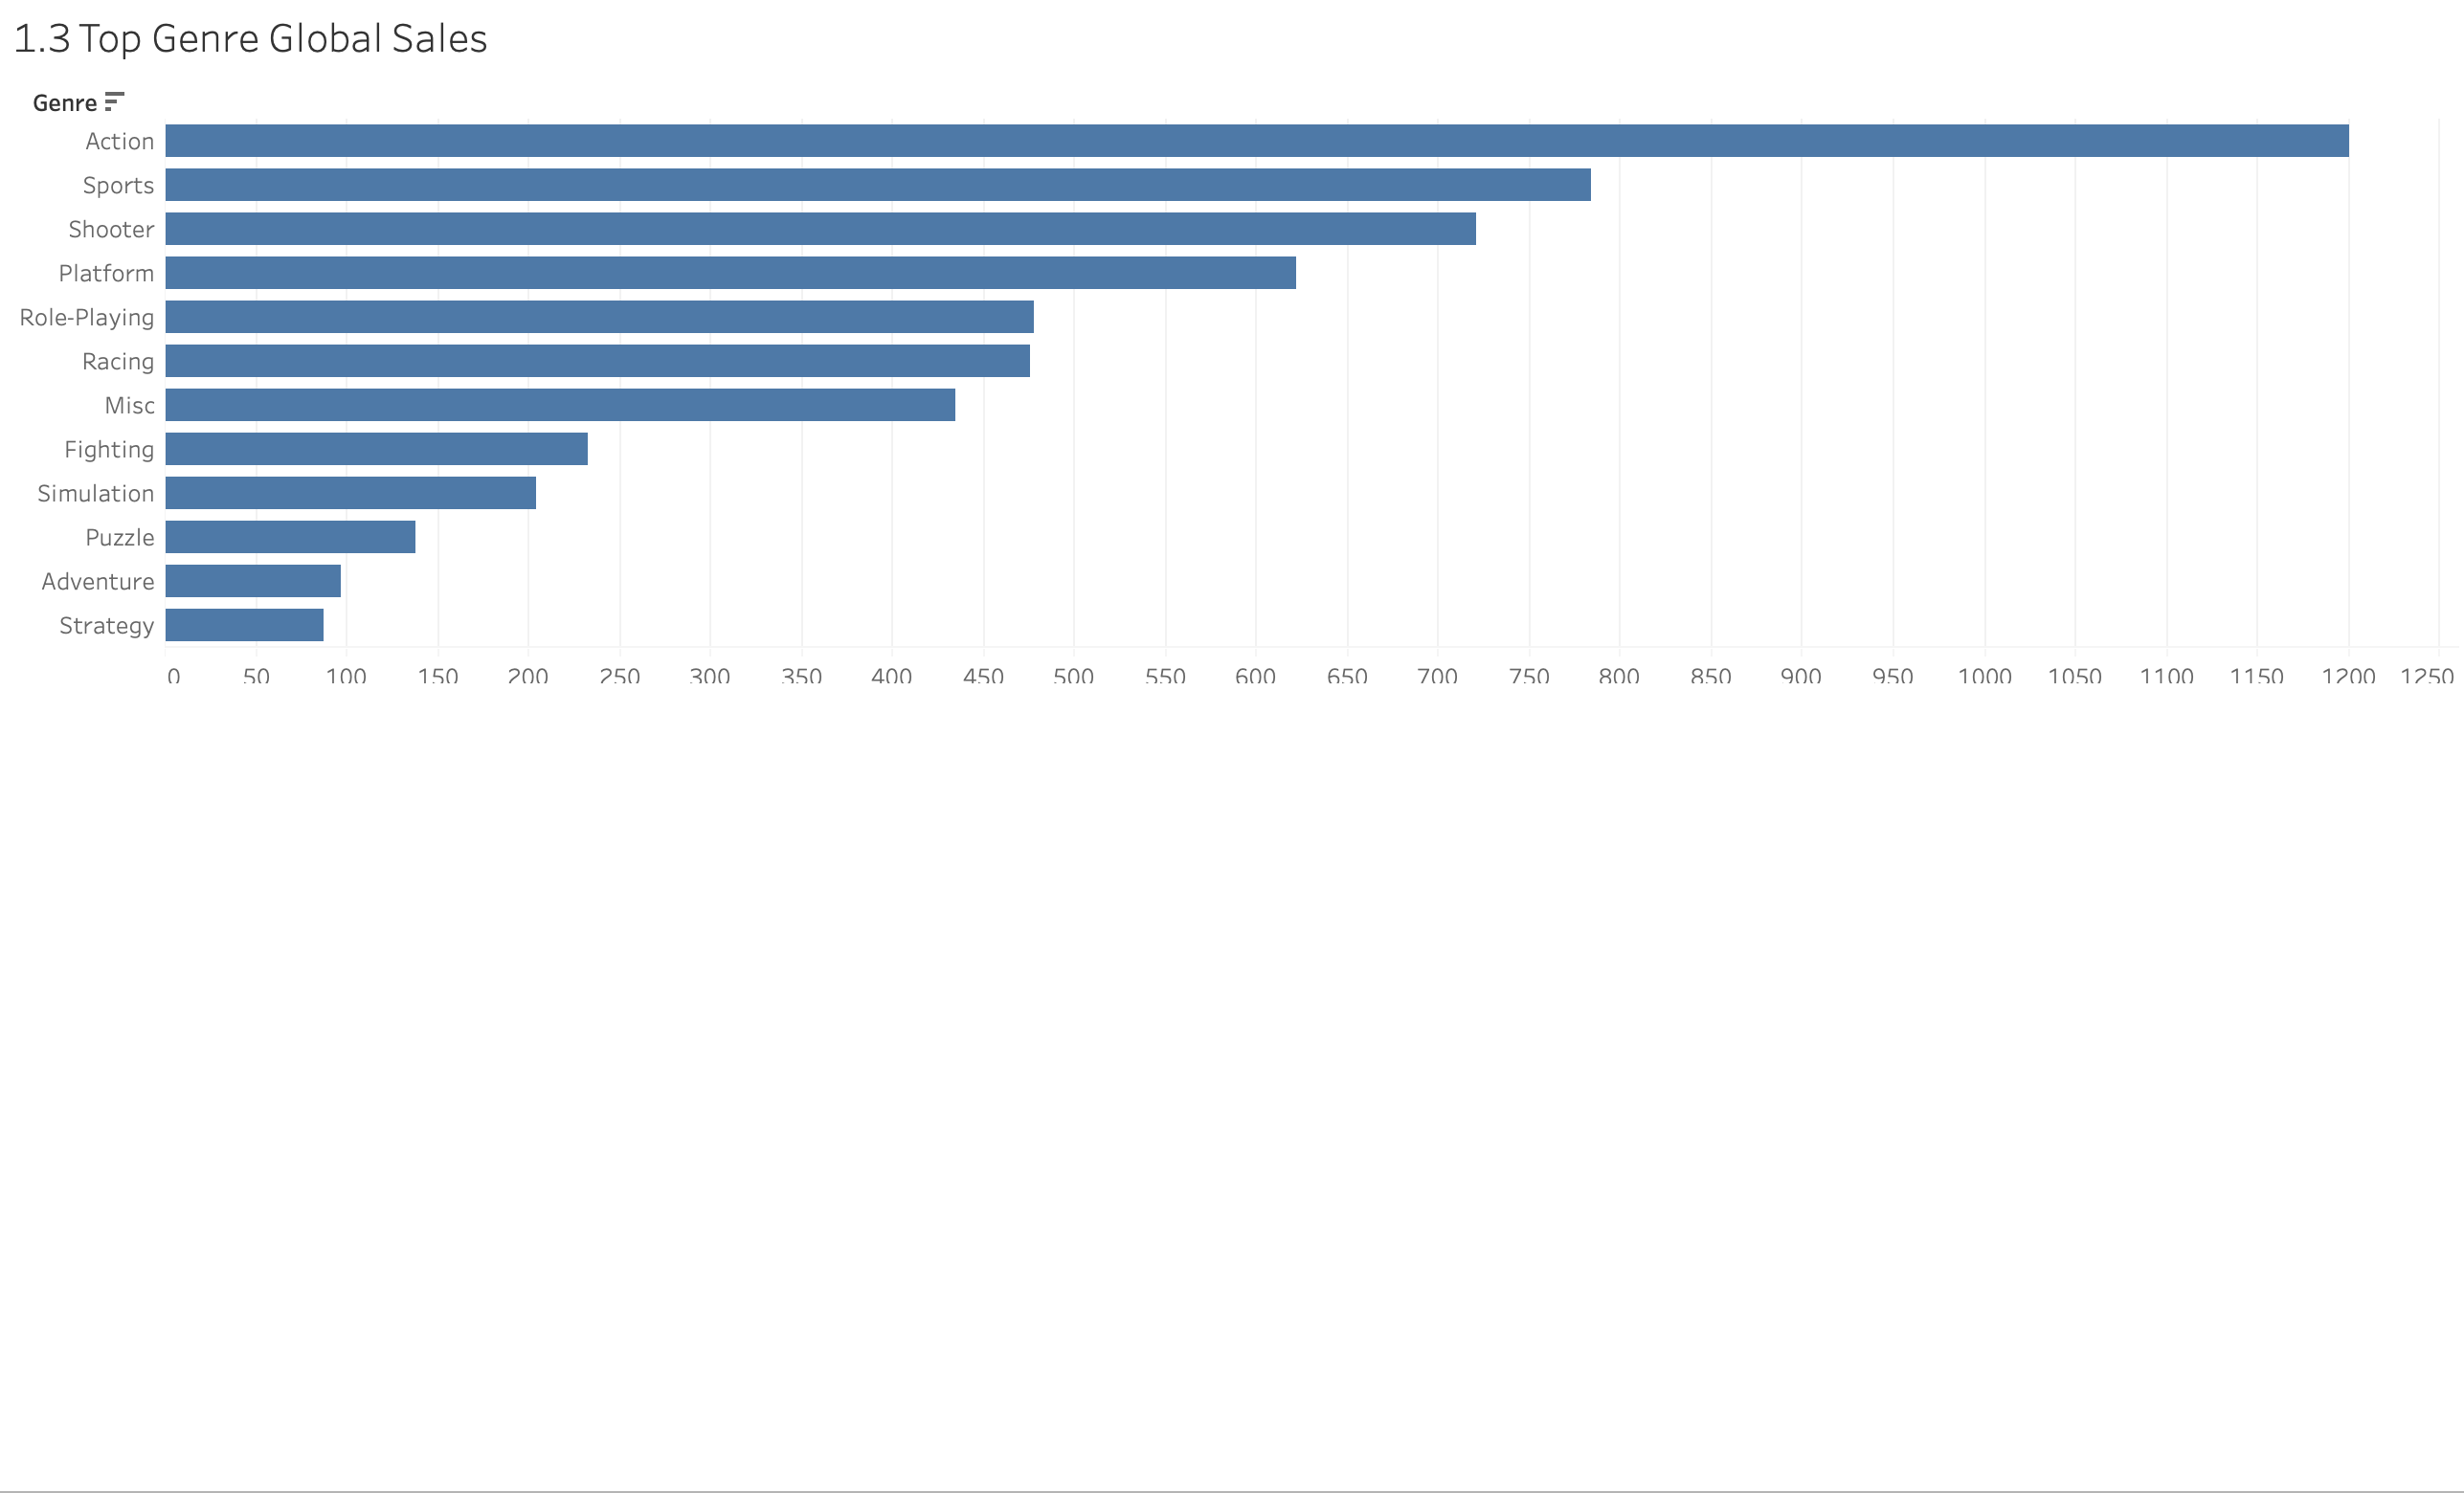 1.3 Top Genre Global Sales
Genre
Action
Sports
Shooter
Platform
Role-Playing
Racing
Misc
Fighting
Simulation
Puzzle
Adventure
Strategy
0 50 100 150 200 250 300 350 400 450 500 550 600 650 700 750 800 850 900 950 1000 1050 1100 1150 1200 1250